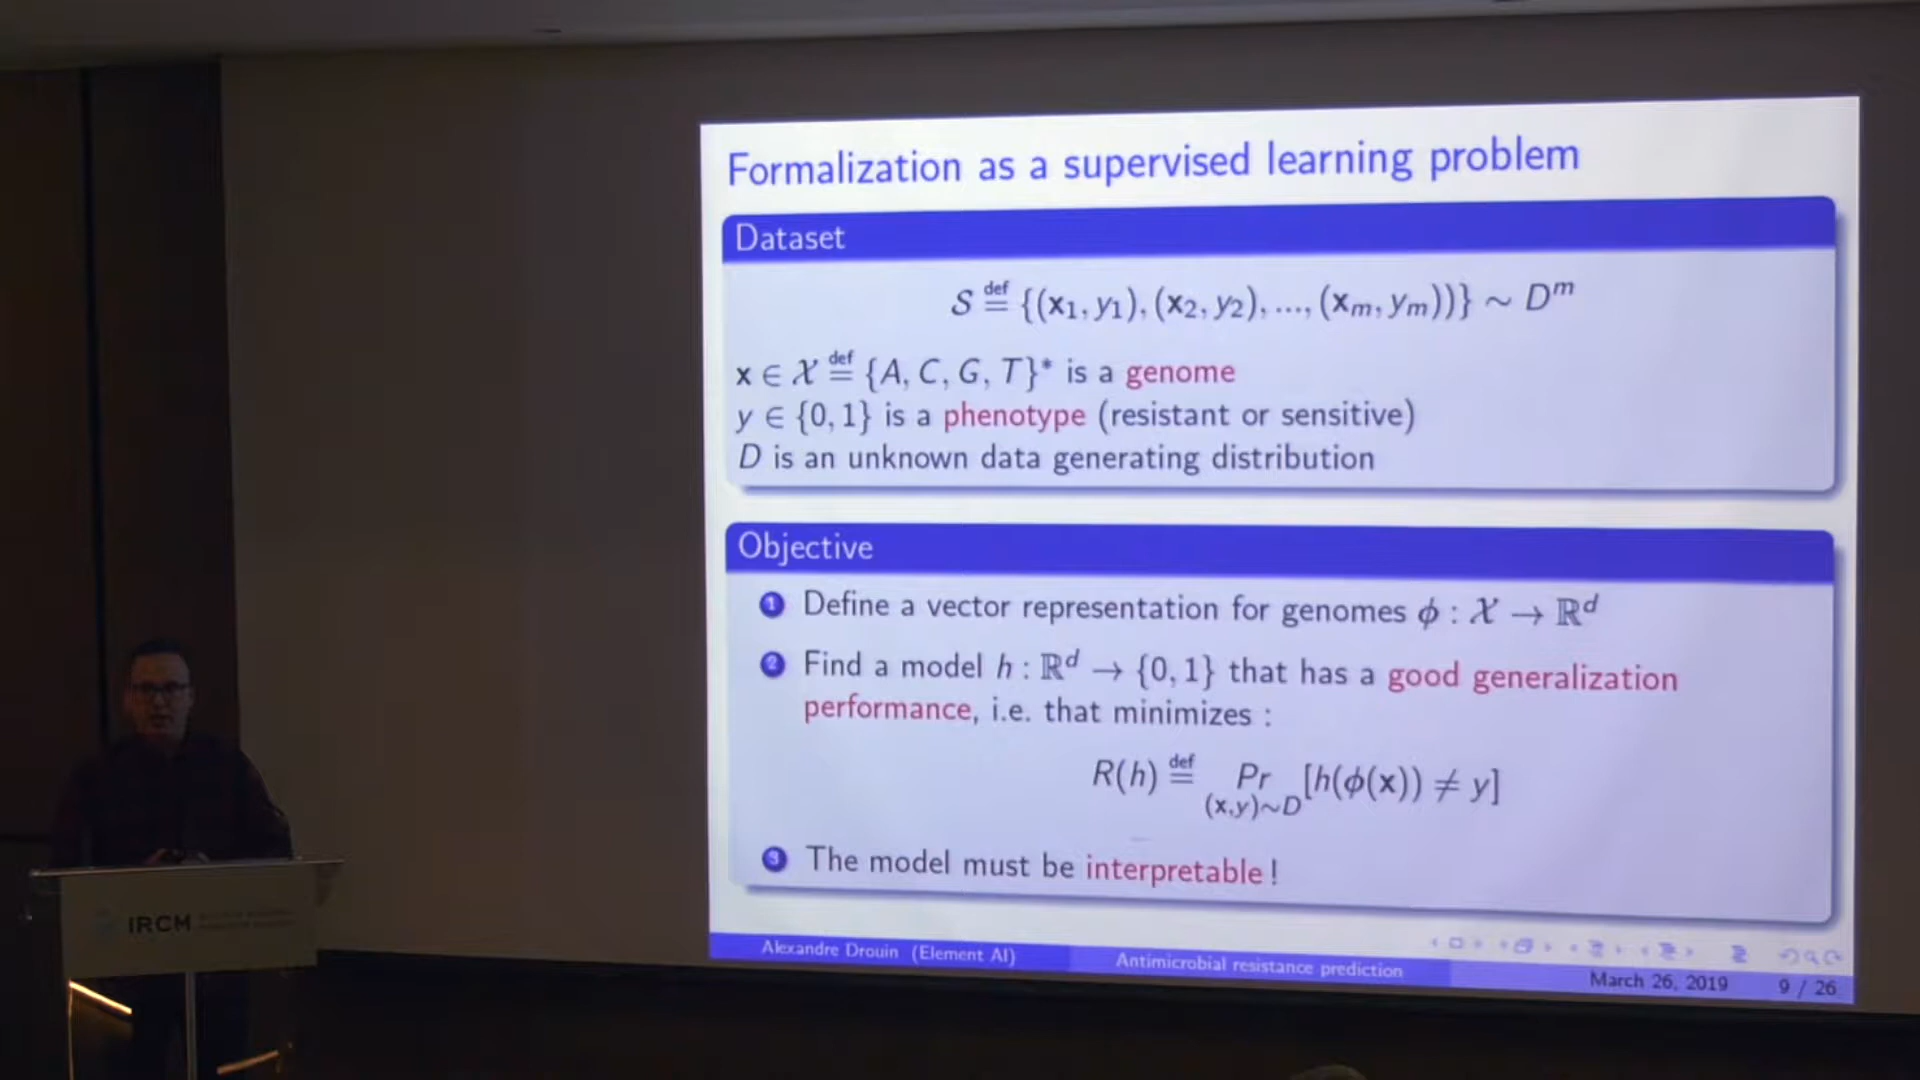 Formalization as a supervised learning problem
Dataset
S def= {(x1, y1), (x2, y2), ..., (xm, ym))} ∼ D^m
x ∈ X def= {A, C, G, T}* is a genome
y ∈ {0, 1} is a phenotype (resistant or sensitive)
D is an unknown data generating distribution
Objective
1 Define a vector representation for genomes ϕ : X → ℝ^d
2 Find a model h : ℝ^d → {0, 1} that has a good generalization
performance, i.e. that minimizes :
R(h) def= Pr (x,y)∼D [h(ϕ(x)) ≠ y]
3 The model must be interpretable !
Alexandre Drouin (Element AI) Antimicrobial resistance prediction March 26, 2019 9 / 26
IRCM